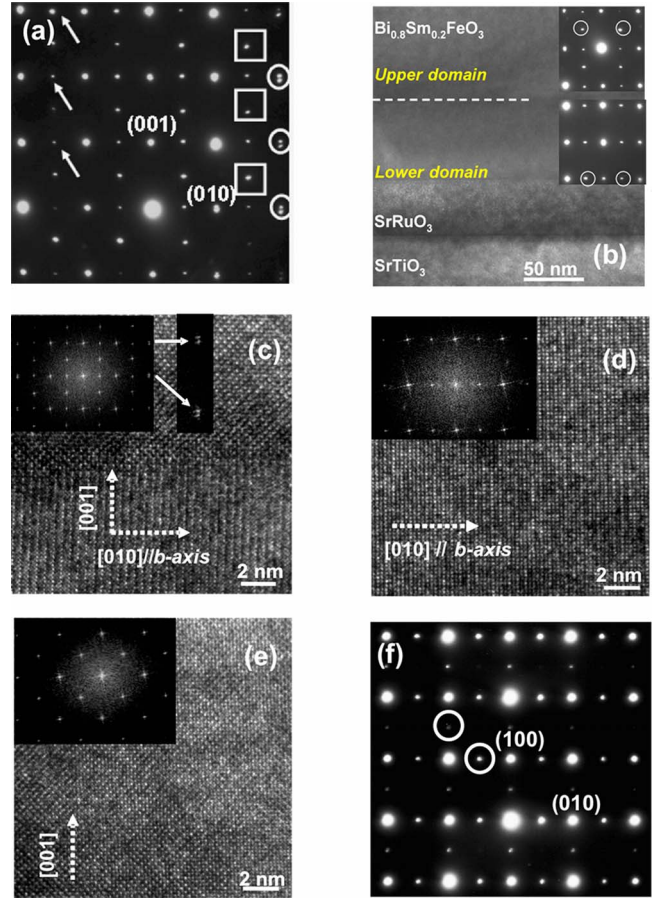 (a)
(001)
(010)
Bi₀.₈Sm₀.₂FeO₃
Upper domain
Lower domain
SrRuO₃
SrTiO₃
50 nm
(b)
(c)
[001]
[010]//b-axis
2 nm
(d)
[010] // b-axis
2 nm
(e)
[001]
2 nm
(f)
(100)
(010)